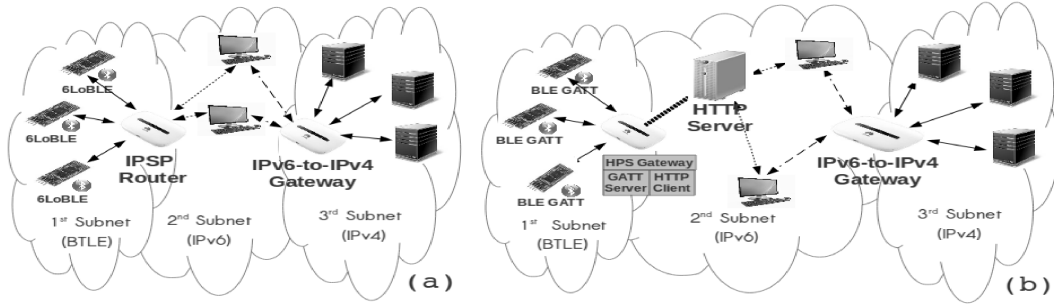 6LoBLE
6LoBLE
6LoBLE
IPSP
Router
IPv6-to-IPv4
Gateway
1st Subnet
(BTLE)
2nd Subnet
(IPv6)
3rd Subnet
(IPv4)
(a)
BLE GATT
BLE GATT
BLE GATT
HTTP
Server
HPS Gateway
GATT
Server
HTTP
Client
IPv6-to-IPv4
Gateway
1st Subnet
(BTLE)
2nd Subnet
(IPv6)
3rd Subnet
(IPv4)
(b)